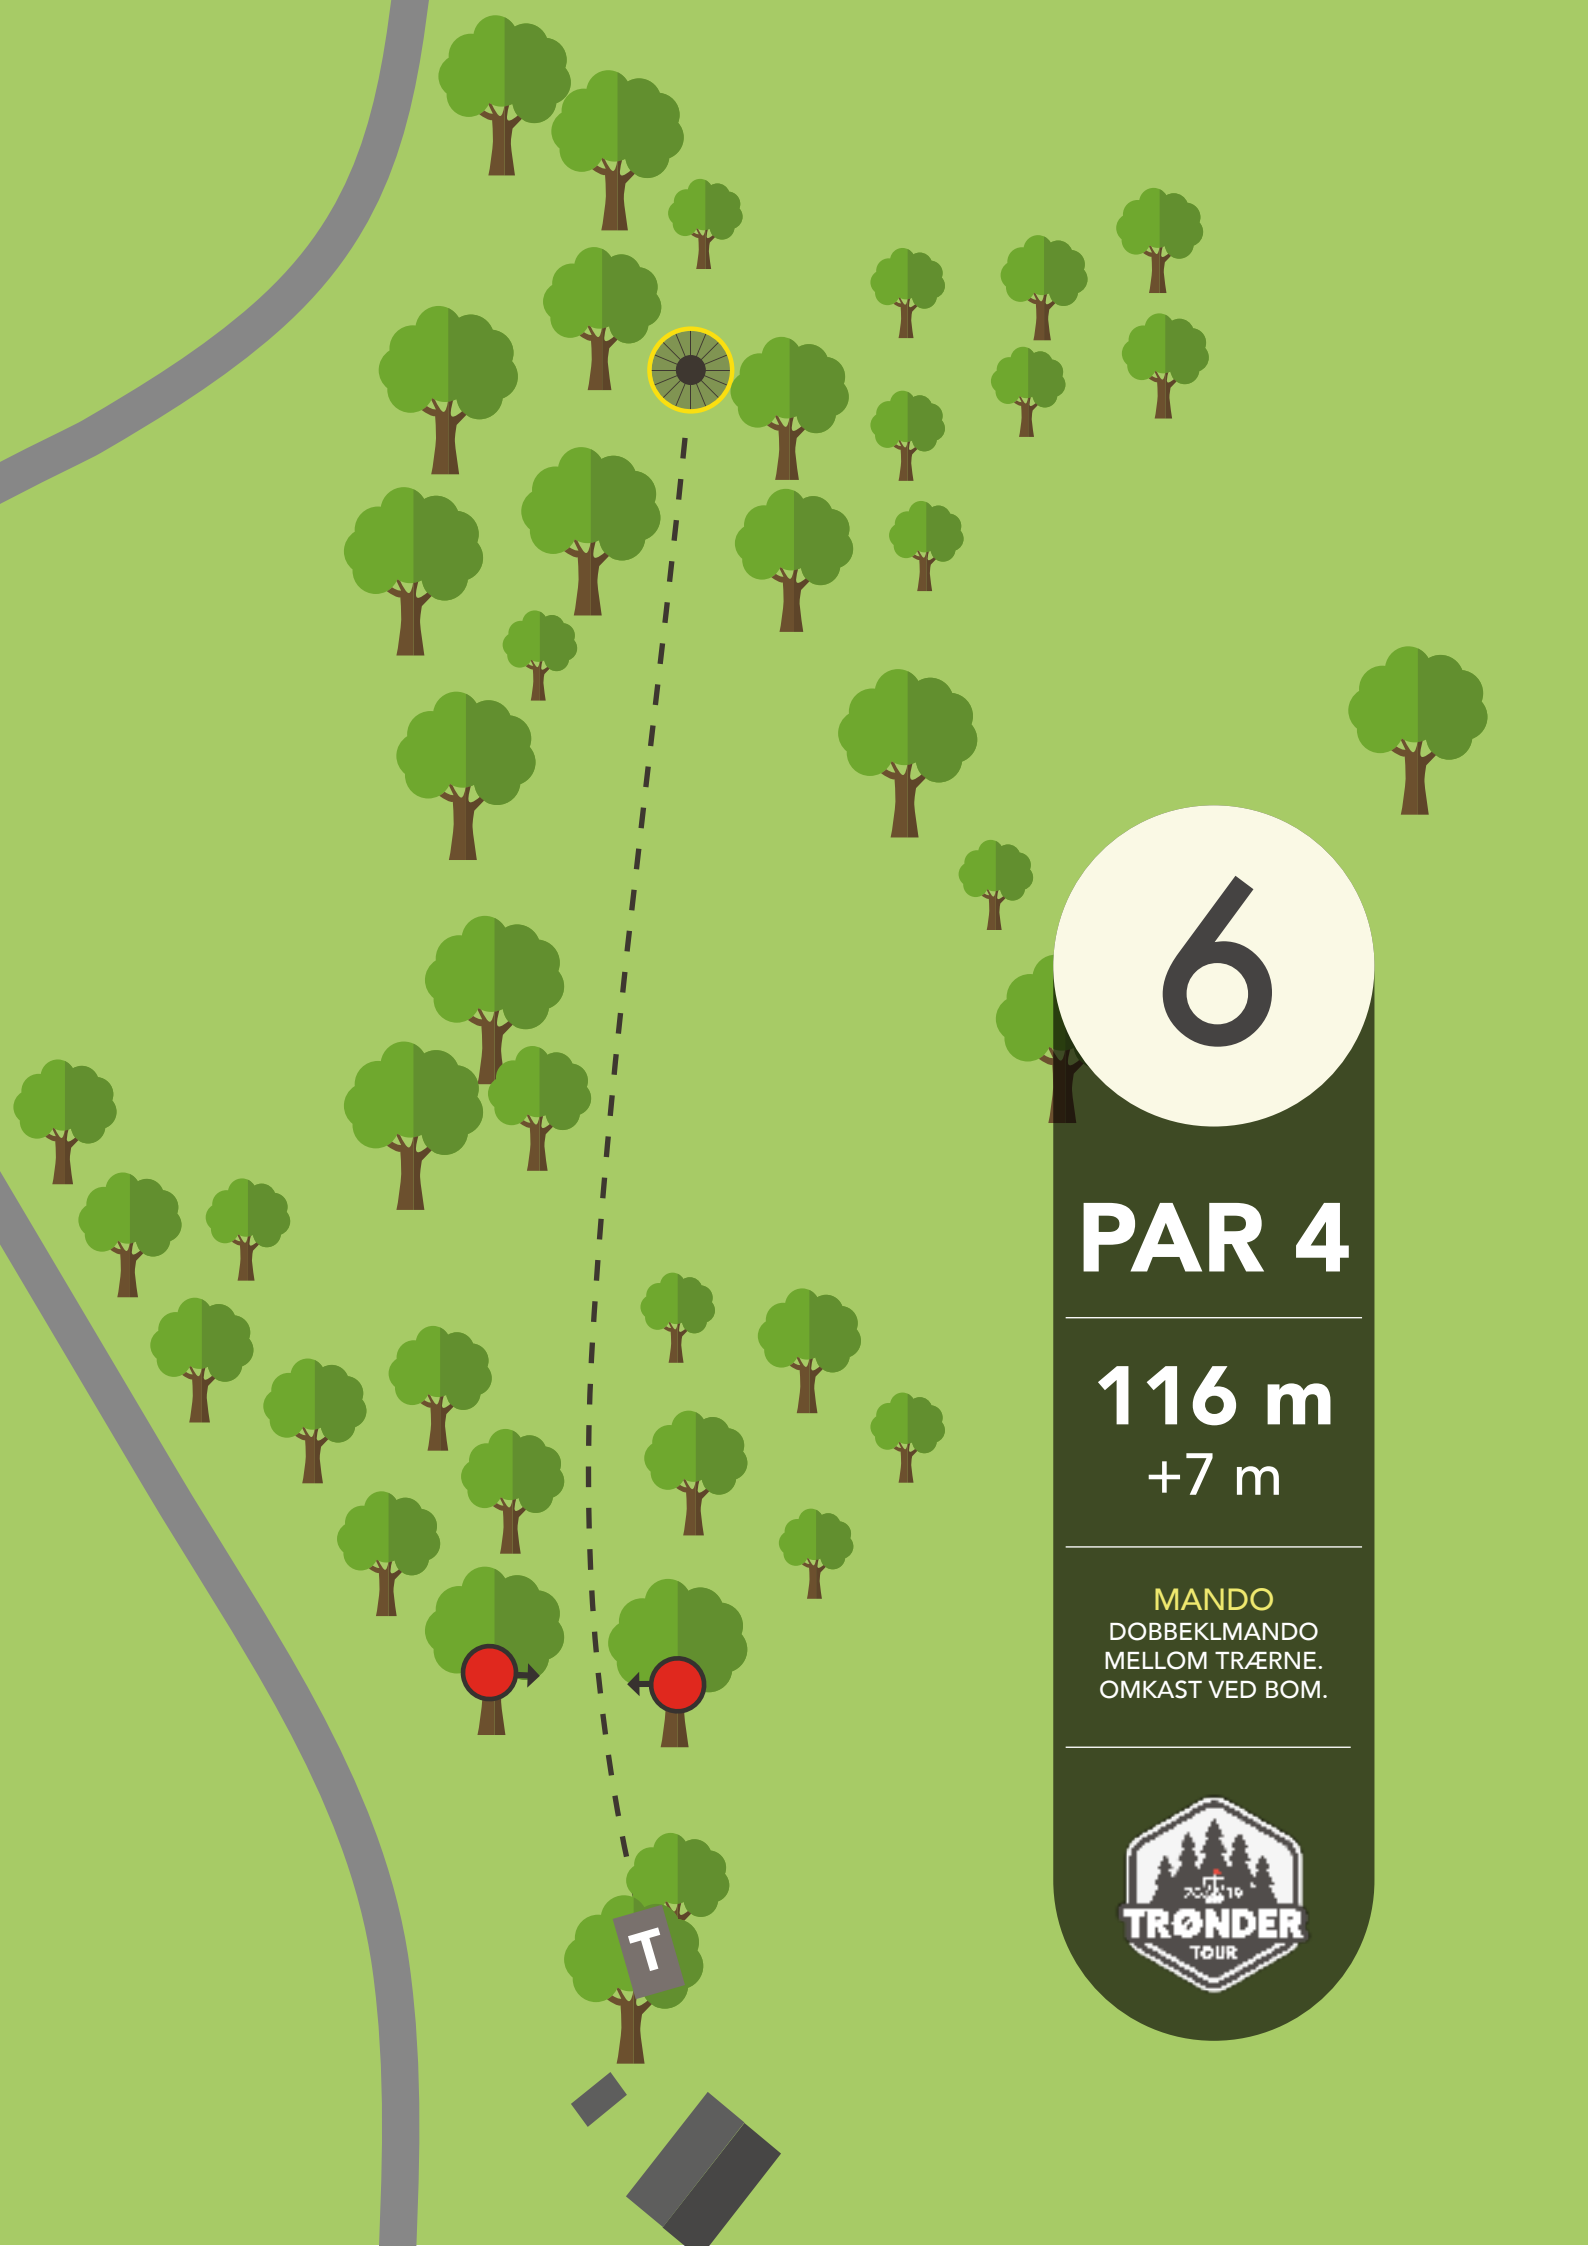 6
PAR 4
116 m
+7 m
MANDO
DOBBEKLMANDO
MELLOM TRÆRNE.
OMKAST VED BOM.
TRØNDER
TOUR
T